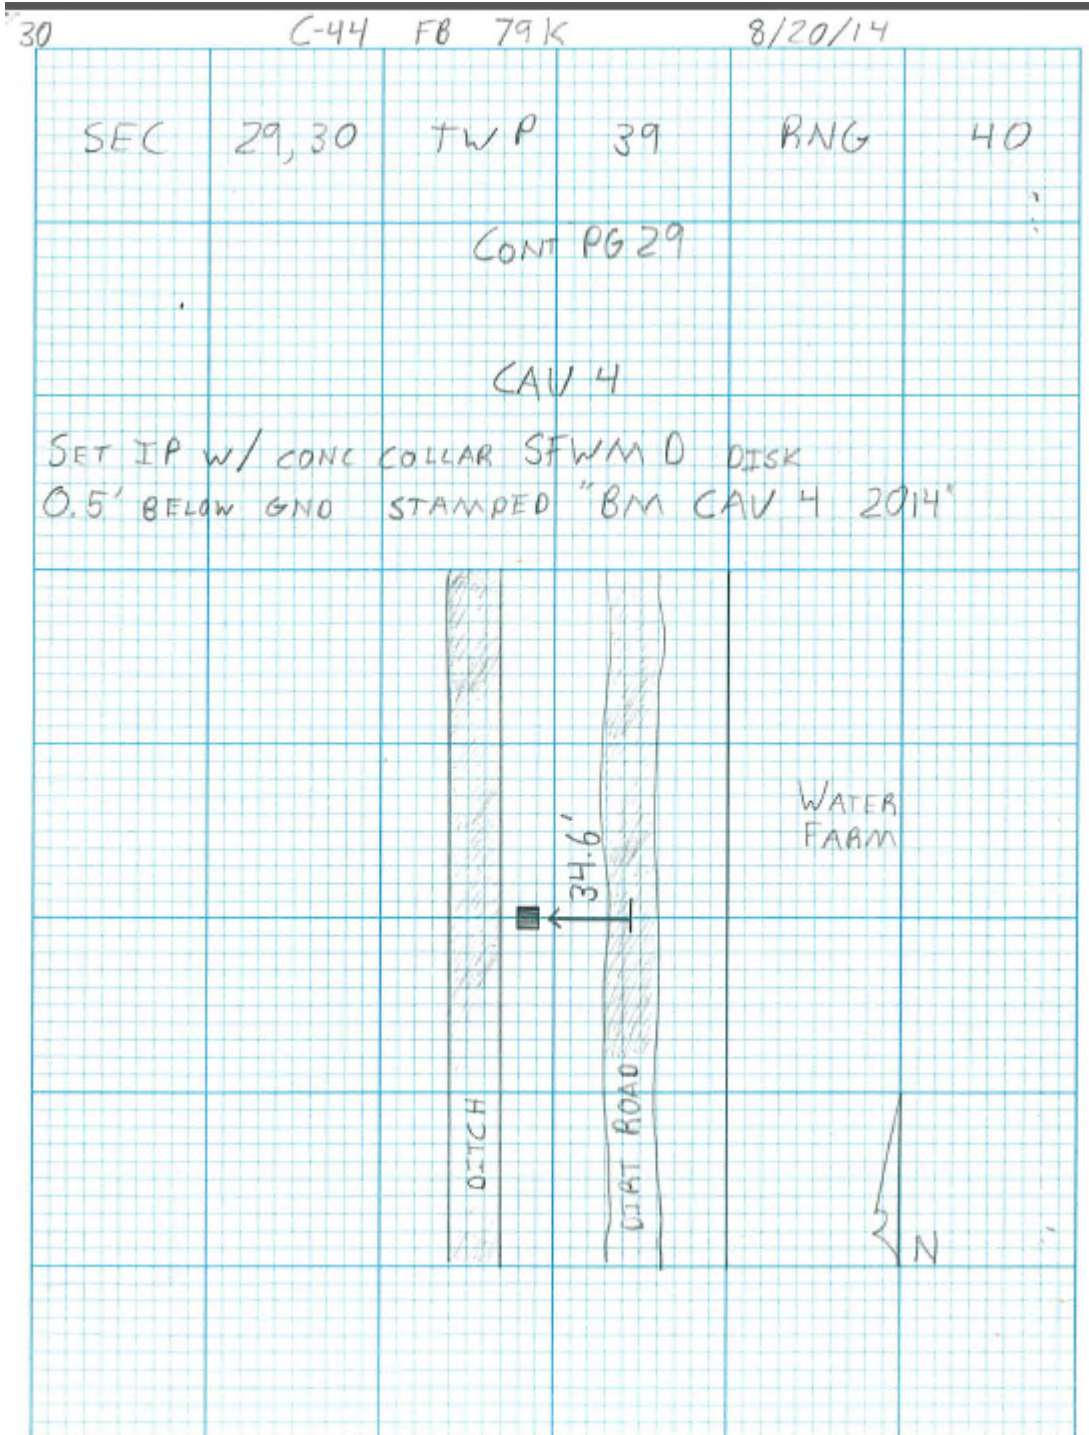 30 C-44 FB 79K 8/20/14
SEC 29,30 TWP 39 RNG 40
CONT PG 29
CAV 4
SET IP W/ CONC COLLAR SFWMD DISK
0.5' BELOW GND STAMPED "BM CAV 4 2014"
WATER
FARM
34.6'
DITCH
DIRT ROAD
N